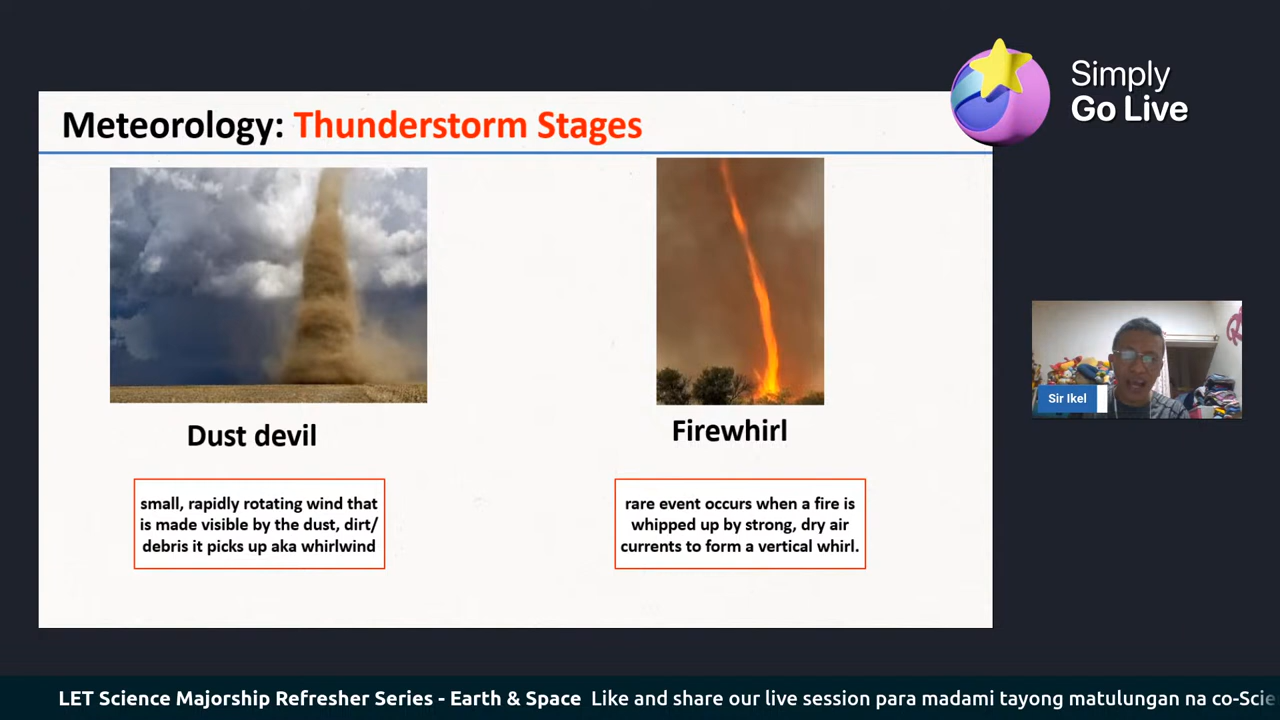 Simply
Go Live
Meteorology: Thunderstorm Stages
Dust devil
Firewhirl
small, rapidly rotating wind that
is made visible by the dust, dirt/
debris it picks up aka whirlwind
rare event occurs when a fire is
whipped up by strong, dry air
currents to form a vertical whirl.
Sir Ikel
LET Science Majorship Refresher Series - Earth & Space Like and share our live session para madami tayong matulungan na co-Scie